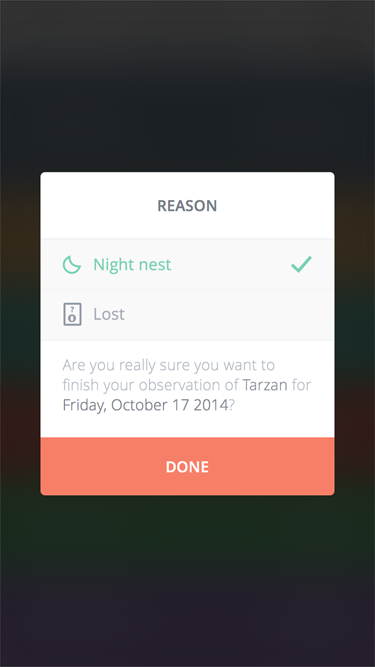 REASON
Night nest
Lost
Are you really sure you want to
finish your observation of Tarzan for
Friday, October 17 2014?
DONE